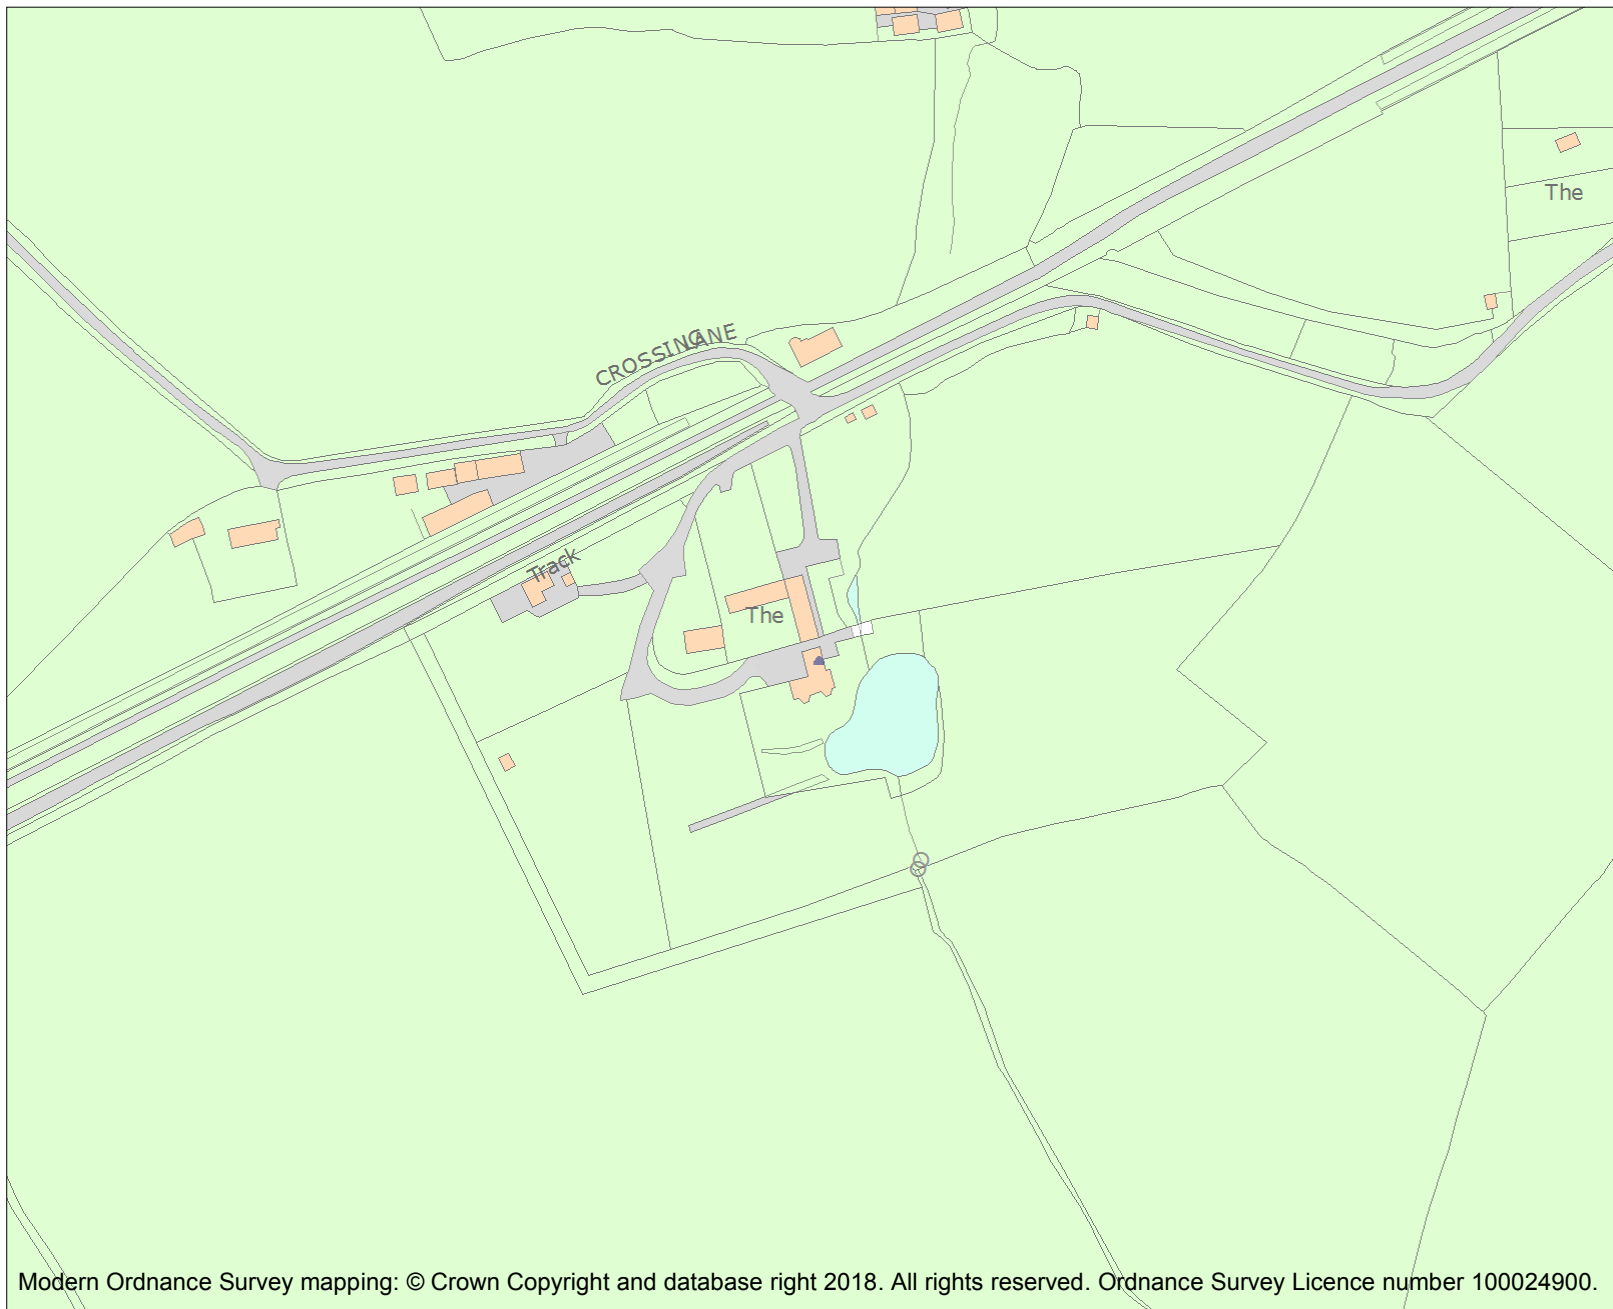 The
CROSSING LANE
Track
The
Modern Ordnance Survey mapping: © Crown Copyright and database right 2018. All rights reserved. Ordnance Survey Licence number 100024900.